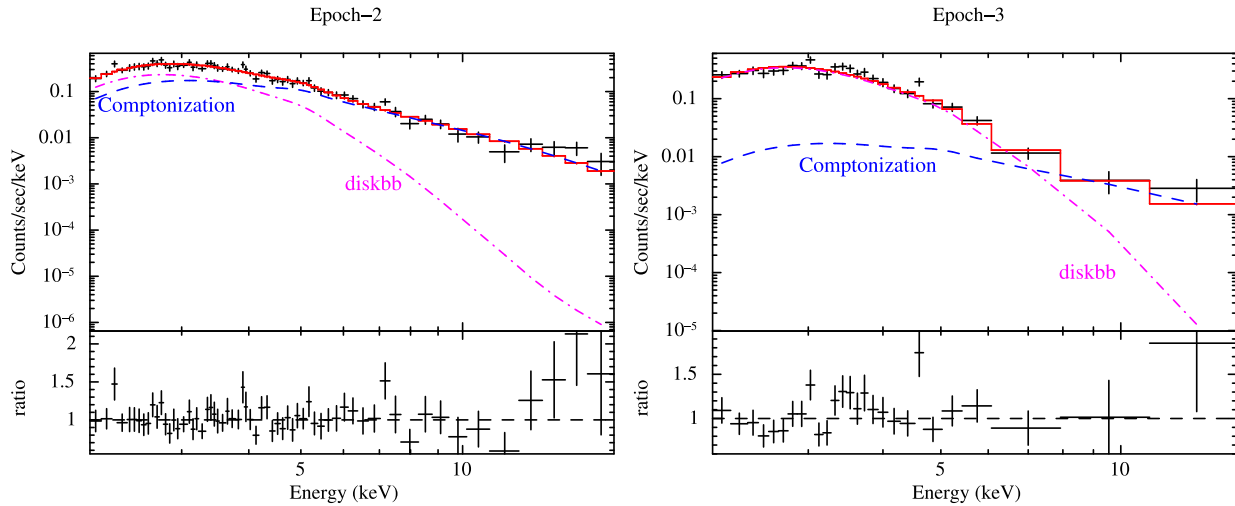 Epoch−2
Counts/sec/keV
0.1
0.01
10⁻³
10⁻⁴
10⁻⁵
10⁻⁶
Comptonization
diskbb
ratio
2
1.5
1
5
10
Energy (keV)
Epoch−3
Counts/sec/keV
0.1
0.01
10⁻³
10⁻⁴
10⁻⁵
Comptonization
diskbb
ratio
1.5
1
5
10
Energy (keV)